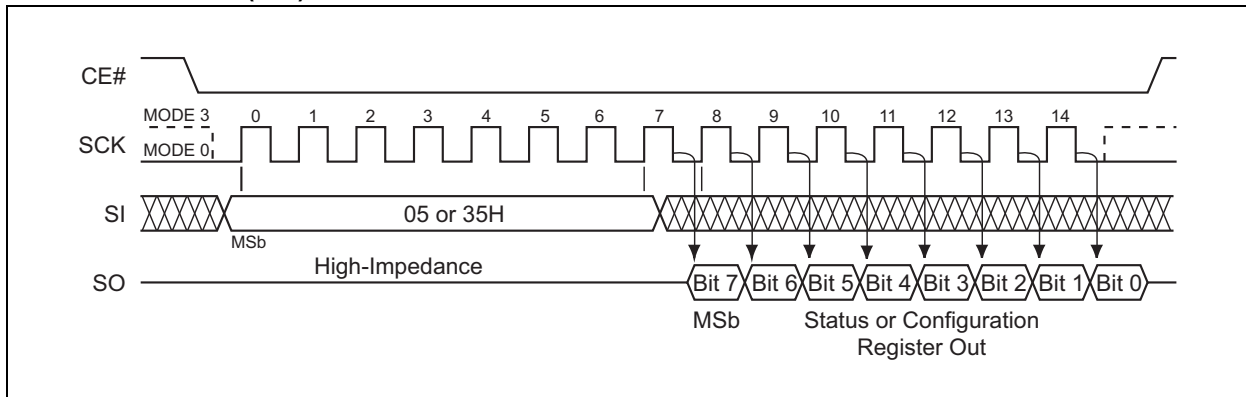 CE#
MODE 3
0 1 2 3 4 5 6 7 8 9 10 11 12 13 14
SCK
MODE 0
SI
05 or 35H
MSb
High-Impedance
SO
Bit 7 Bit 6 Bit 5 Bit 4 Bit 3 Bit 2 Bit 1 Bit 0
MSb
Status or Configuration
Register Out